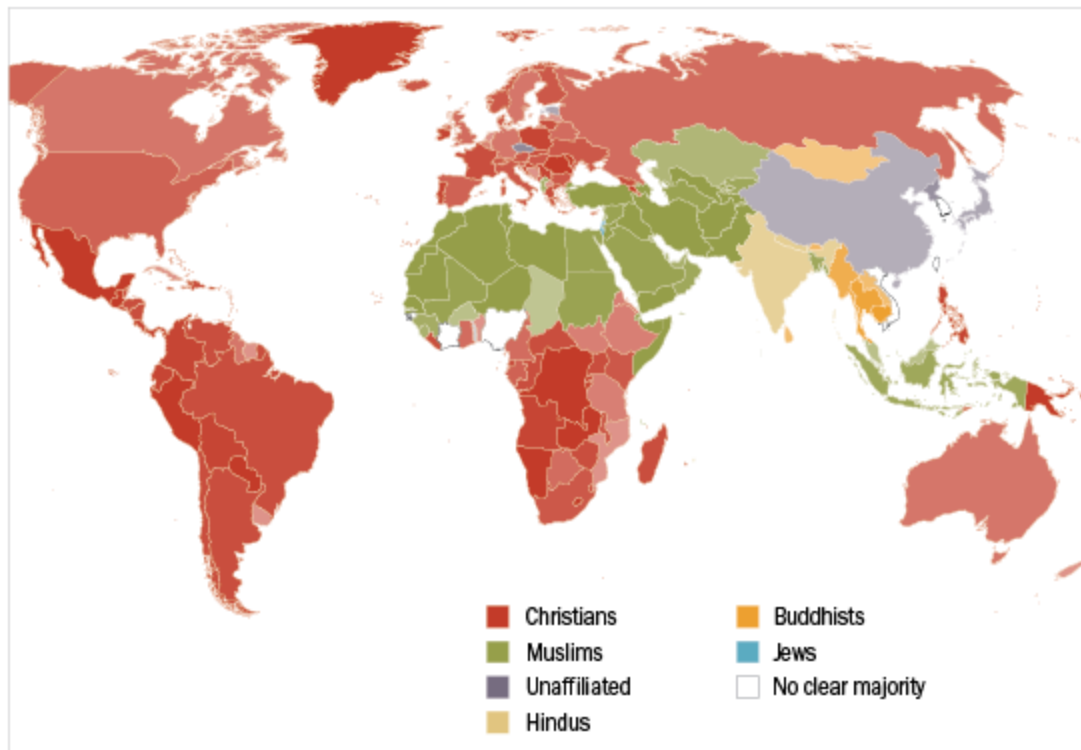 Christians
Muslims
Unaffiliated
Hindus
Buddhists
Jews
No clear majority